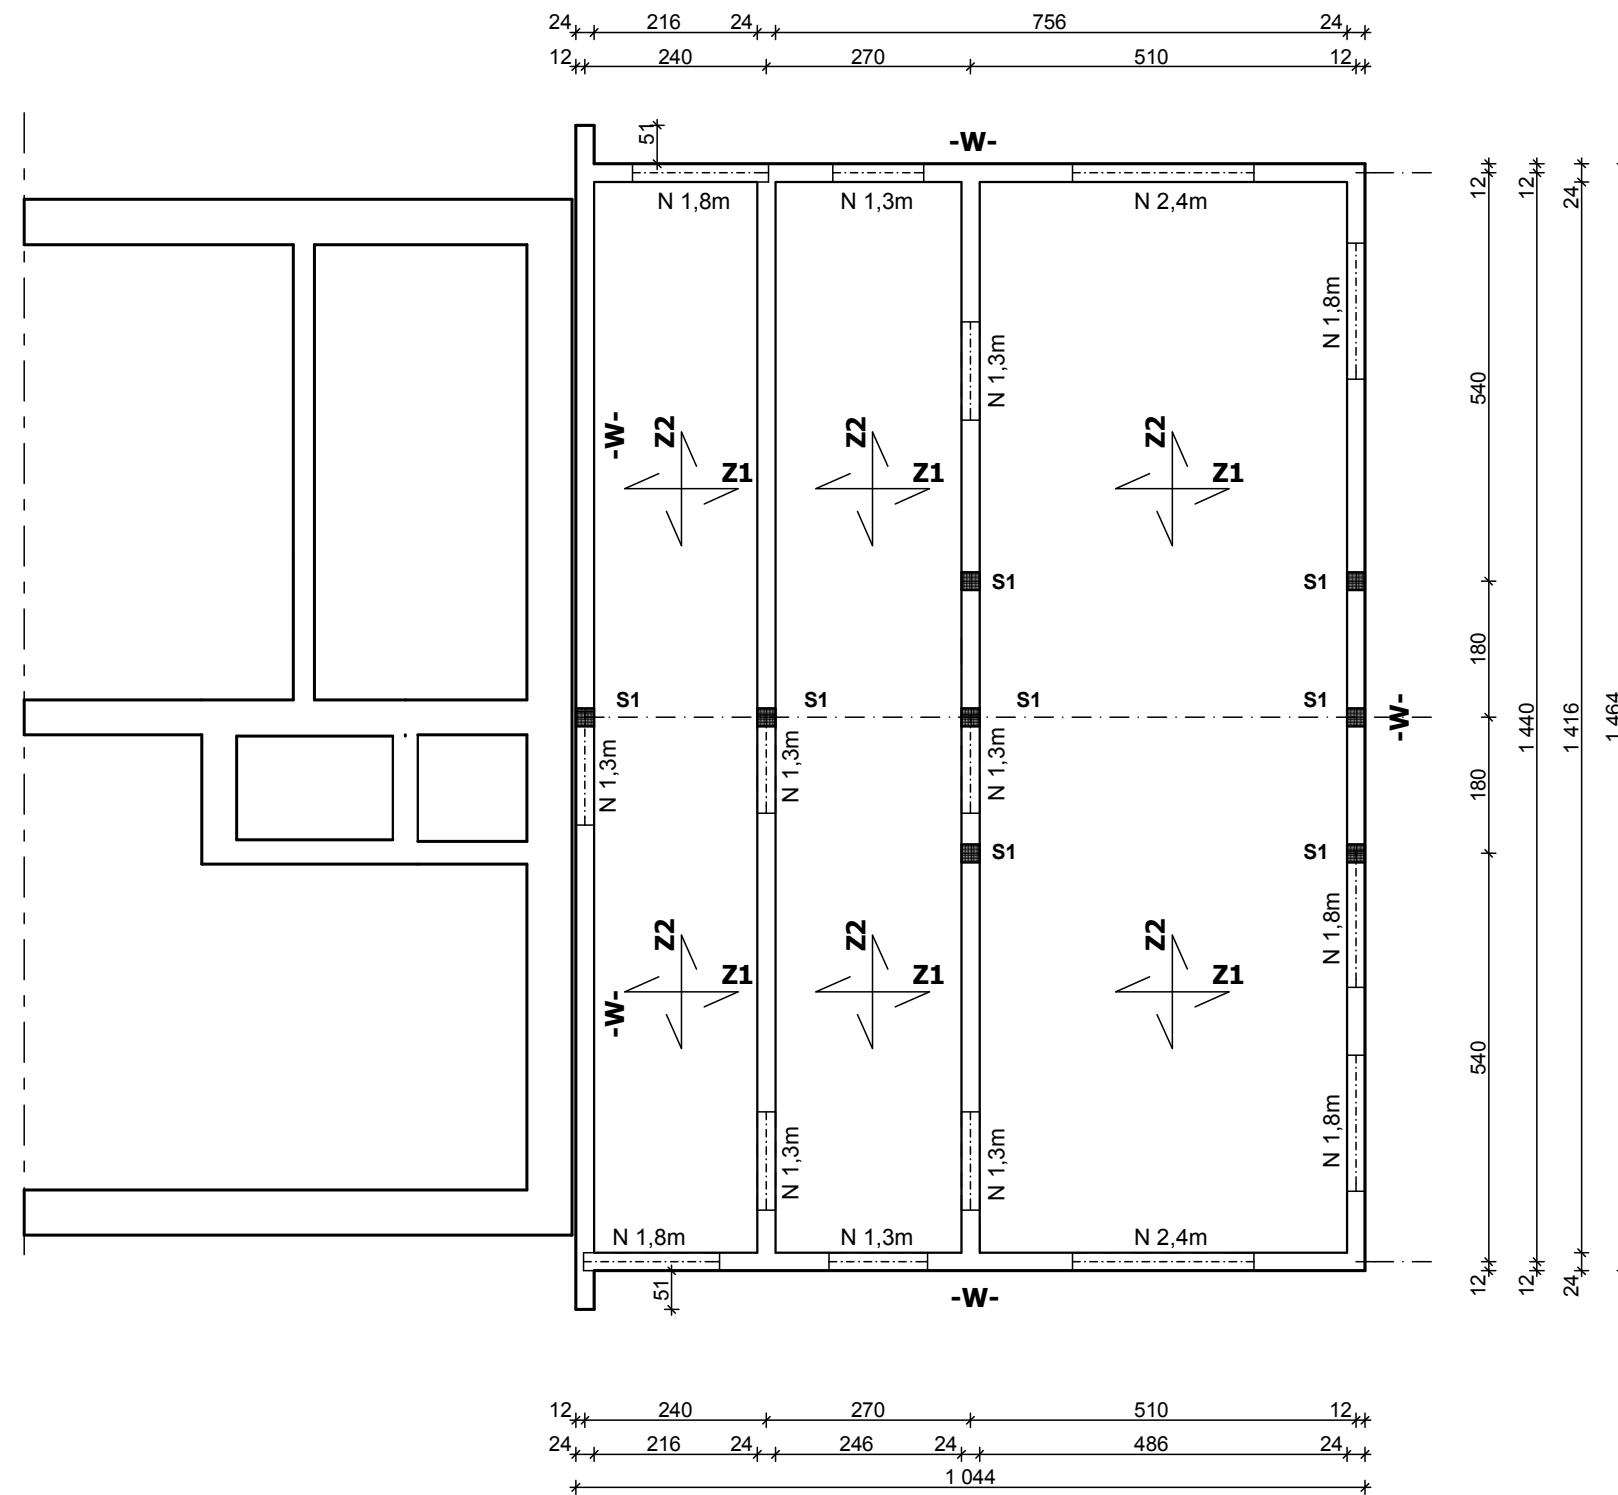 24 216 24 756 24
12 240 270 510 12
51
-W-
12 12 24
N 1,8m N 1,3m N 2,4m
N 1,8m
N 1,3m
540
-W- Z2 Z2 Z2
Z1 Z1 Z1
S1 S1
180
S1 S1 S1 S1
-W-
1 440 1 416 1 464
N 1,3m N 1,3m N 1,3m
180
S1 S1
N 1,8m
Z2 Z2 Z2
Z1 Z1 Z1
-W-
540
N 1,3m N 1,3m N 1,8m
N 1,8m N 1,3m N 2,4m
51
12 12 24
-W-
12 240 270 510 12
24 216 24 246 24 486 24
1 044